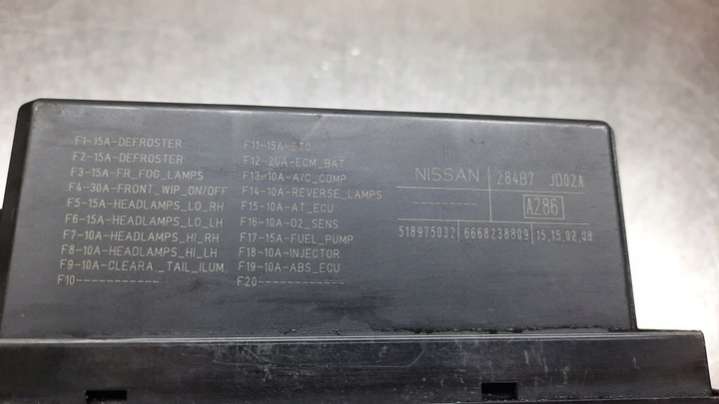 F1-15A-DEFROSTER
F2-15A-DEFROSTER
F3-15A-FR_FOG_LAMPS
F4-30A-FRONT_WIP_ON/OFF
F5-15A-HEADLAMPS_LO_RH
F6-15A-HEADLAMPS_LO_LH
F7-10A-HEADLAMPS_HI_RH
F8-10A-HEADLAMPS_HI_LH
F9-10A-CLEARA_TAIL_ILUM.
F10-----------
F11-15A-
F12-20A-ECM_BAT
F13-10A-A/C_COMP
F14-10A-REVERSE_LAMPS
F15-10A-AT_ECU
F16-10A-O2_SENS
F17-15A-FUEL_PUMP
F18-10A-INJECTOR
F19-10A-ABS_ECU
F20-----------
NISSAN 284B7 JD02A
------- A286
518975032 6668238809 15.15.02.08